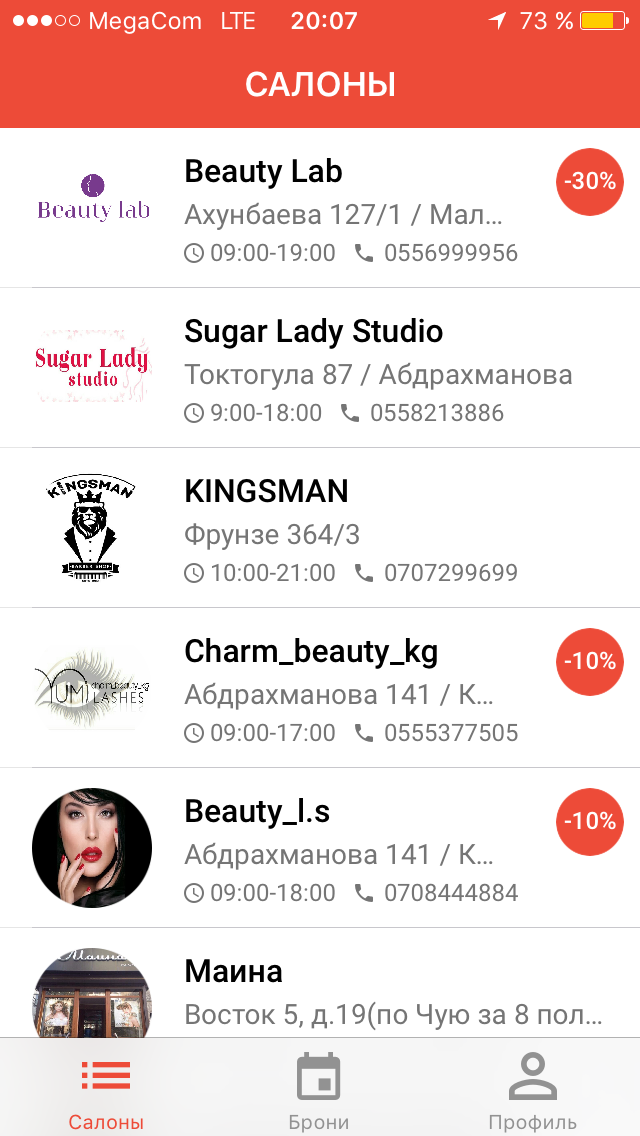 MegaCom LTE 20:07 73 %
САЛОНЫ
Beauty lab
Beauty Lab
-30%
Ахунбаева 127/1 / Мал...
09:00-19:00 0556999956
Sugar Lady
studio
Sugar Lady Studio
Токтогула 87 / Абдрахманова
9:00-18:00 0558213886
KINGSMAN
BARBER SHOP
KINGSMAN
Фрунзе 364/3
10:00-21:00 0707299699
YUMI
charm_beauty_kg
LASHES
Charm_beauty_kg
-10%
Абдрахманова 141 / К...
09:00-17:00 0555377505
Beauty_l.s
-10%
Абдрахманова 141 / К...
09:00-18:00 0708444884
Маина
Маина
Восток 5, д.19(по Чую за 8 пол...
Салоны Брони Профиль